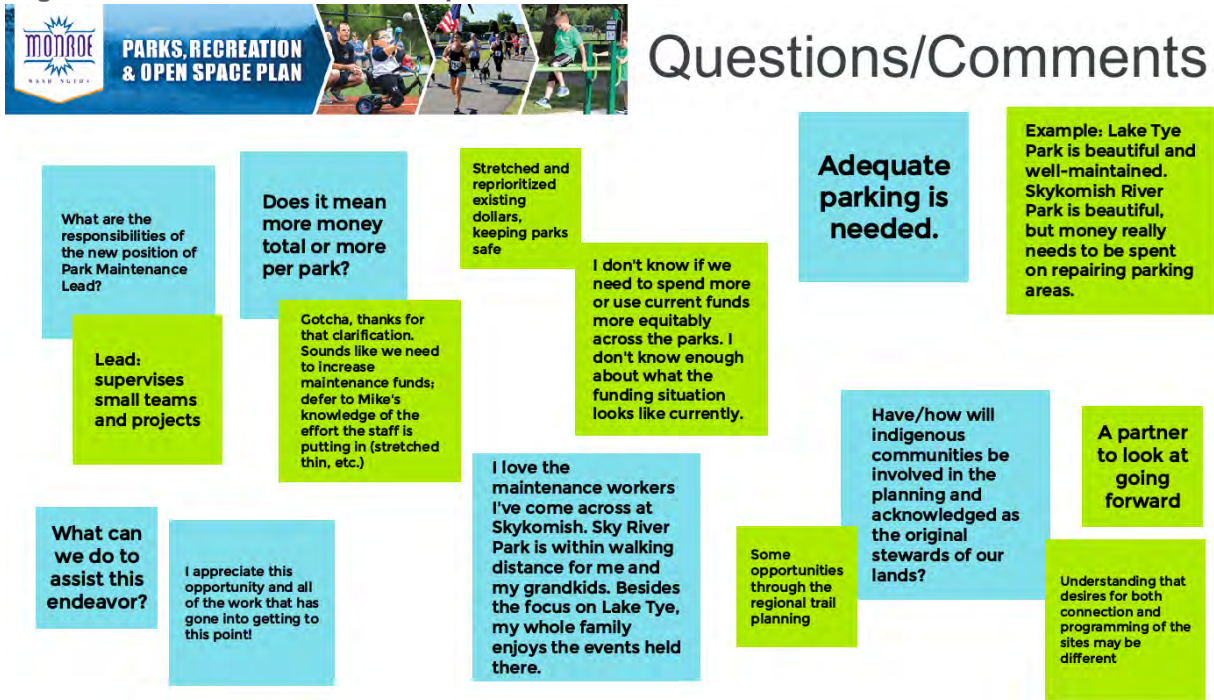 MONROE
WASHINGTON
PARKS, RECREATION
& OPEN SPACE PLAN
Questions/Comments
What are the
responsibilities of
the new position of
Park Maintenance
Lead?
Lead:
supervises
small teams
and projects
Does it mean
more money
total or more
per park?
Gotcha, thanks for
that clarification.
Sounds like we need
to increase
maintenance funds;
defer to Mike's
knowledge of the
effort the staff is
putting in (stretched
thin, etc.)
Stretched and
reprioritized
existing
dollars,
keeping parks
safe
I don't know if we
need to spend more
or use current funds
more equitably
across the parks. I
don't know enough
about what the
funding situation
looks like currently.
Adequate
parking is
needed.
Example: Lake Tye
Park is beautiful and
well-maintained.
Skykomish River
Park is beautiful,
but money really
needs to be spent
on repairing parking
areas.
What can
we do to
assist this
endeavor?
I appreciate this
opportunity and all
of the work that has
gone into getting to
this point!
I love the
maintenance workers
I've come across at
Skykomish. Sky River
Park is within walking
distance for me and
my grandkids. Besides
the focus on Lake Tye,
my whole family
enjoys the events held
there.
Have/how will
indigenous
communities be
involved in the
planning and
acknowledged as
the original
stewards of our
lands?
Some
opportunities
through the
regional trail
planning
A partner
to look at
going
forward
Understanding that
desires for both
connection and
programming of the
sites may be
different